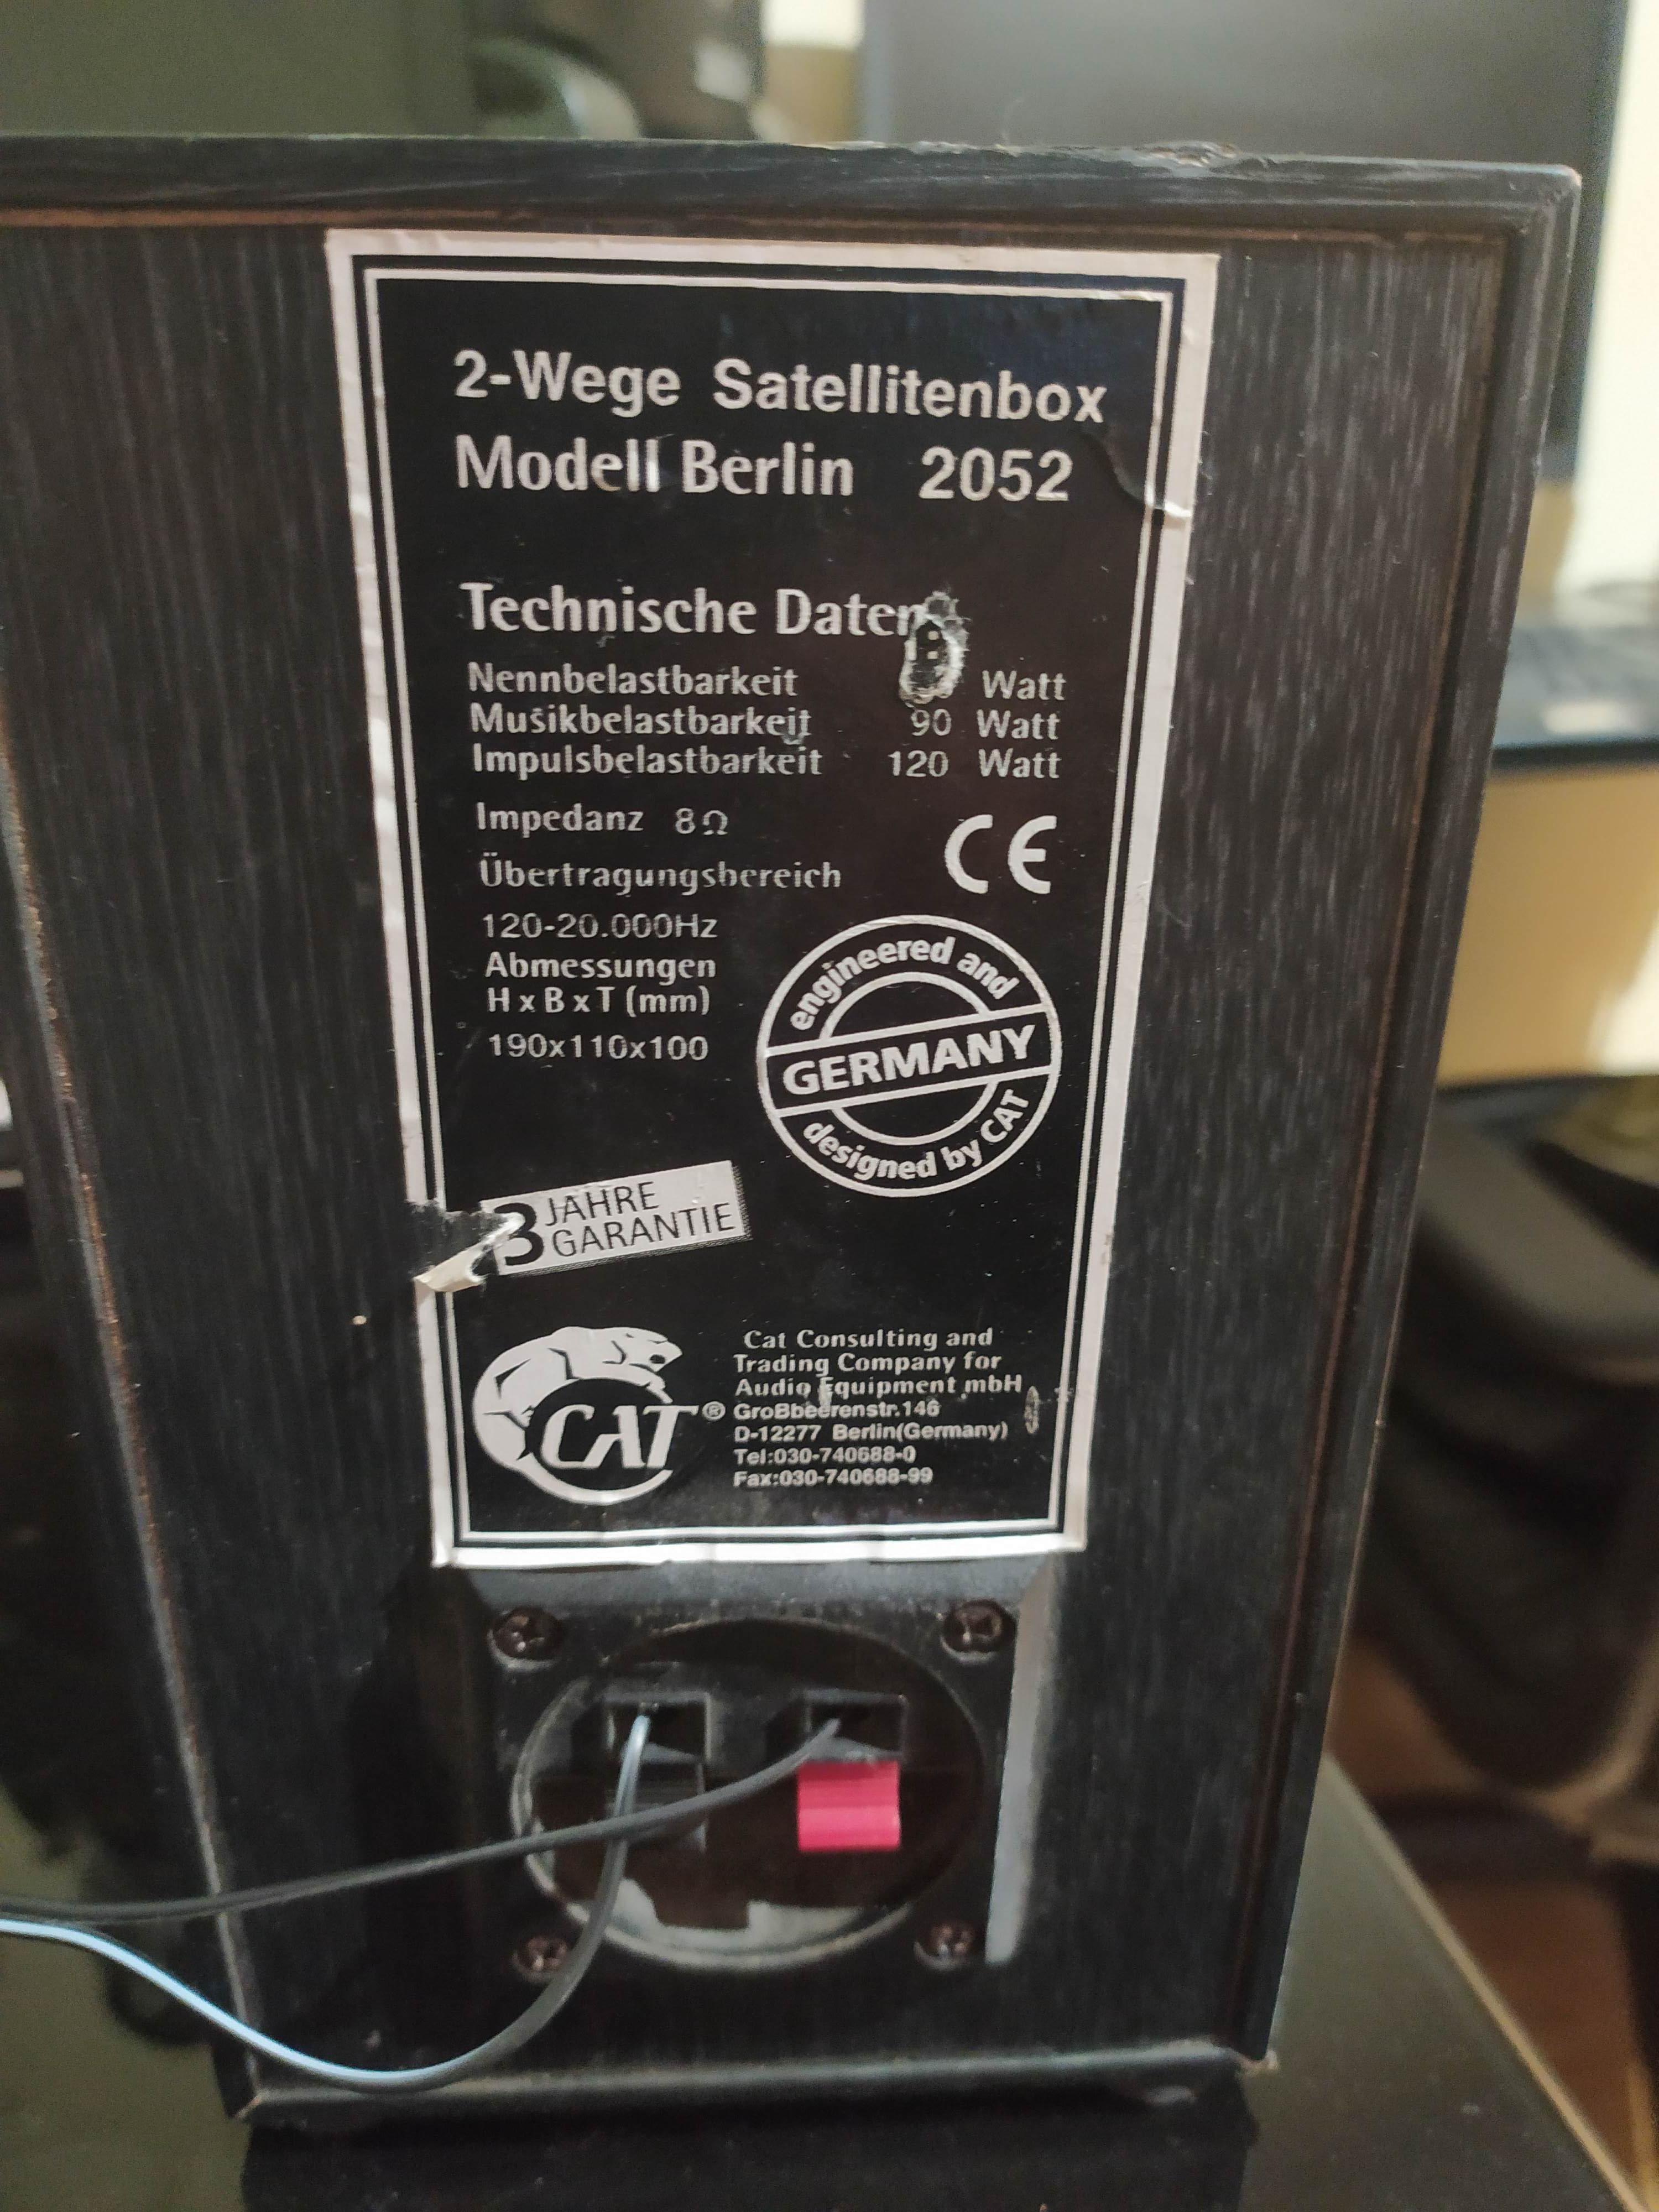 2-Wege Satellitenbox
Modell Berlin 2052
Technische Daten
Nennbelastbarkeit Watt
Musikbelastbarkeit 90 Watt
Impulsbelastbarkeit 120 Watt
Impedanz 8Ω
CE
Übertragungsbereich
120-20.000Hz
Abmessungen
H x B x T (mm)
190x110x100
engineered and
GERMANY
designed by CAT
3 JAHRE
GARANTIE
CAT®
Cat Consulting and
Trading Company for
Audio Equipment mbH
Großbeerenstr.146
D-12277 Berlin(Germany)
Tel:030-740688-0
Fax:030-740688-99